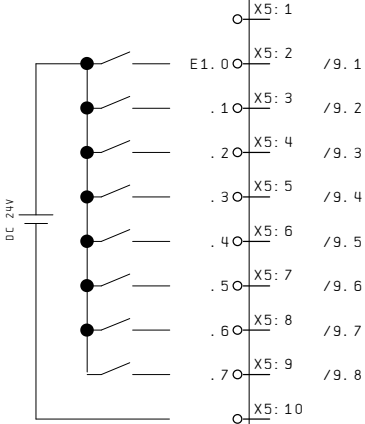 X5:1
E1.0 X5:2 /9.1
.1 X5:3 /9.2
.2 X5:4 /9.3
.3 X5:5 /9.4
DC 24V
.4 X5:6 /9.5
.5 X5:7 /9.6
.6 X5:8 /9.7
.7 X5:9 /9.8
X5:10